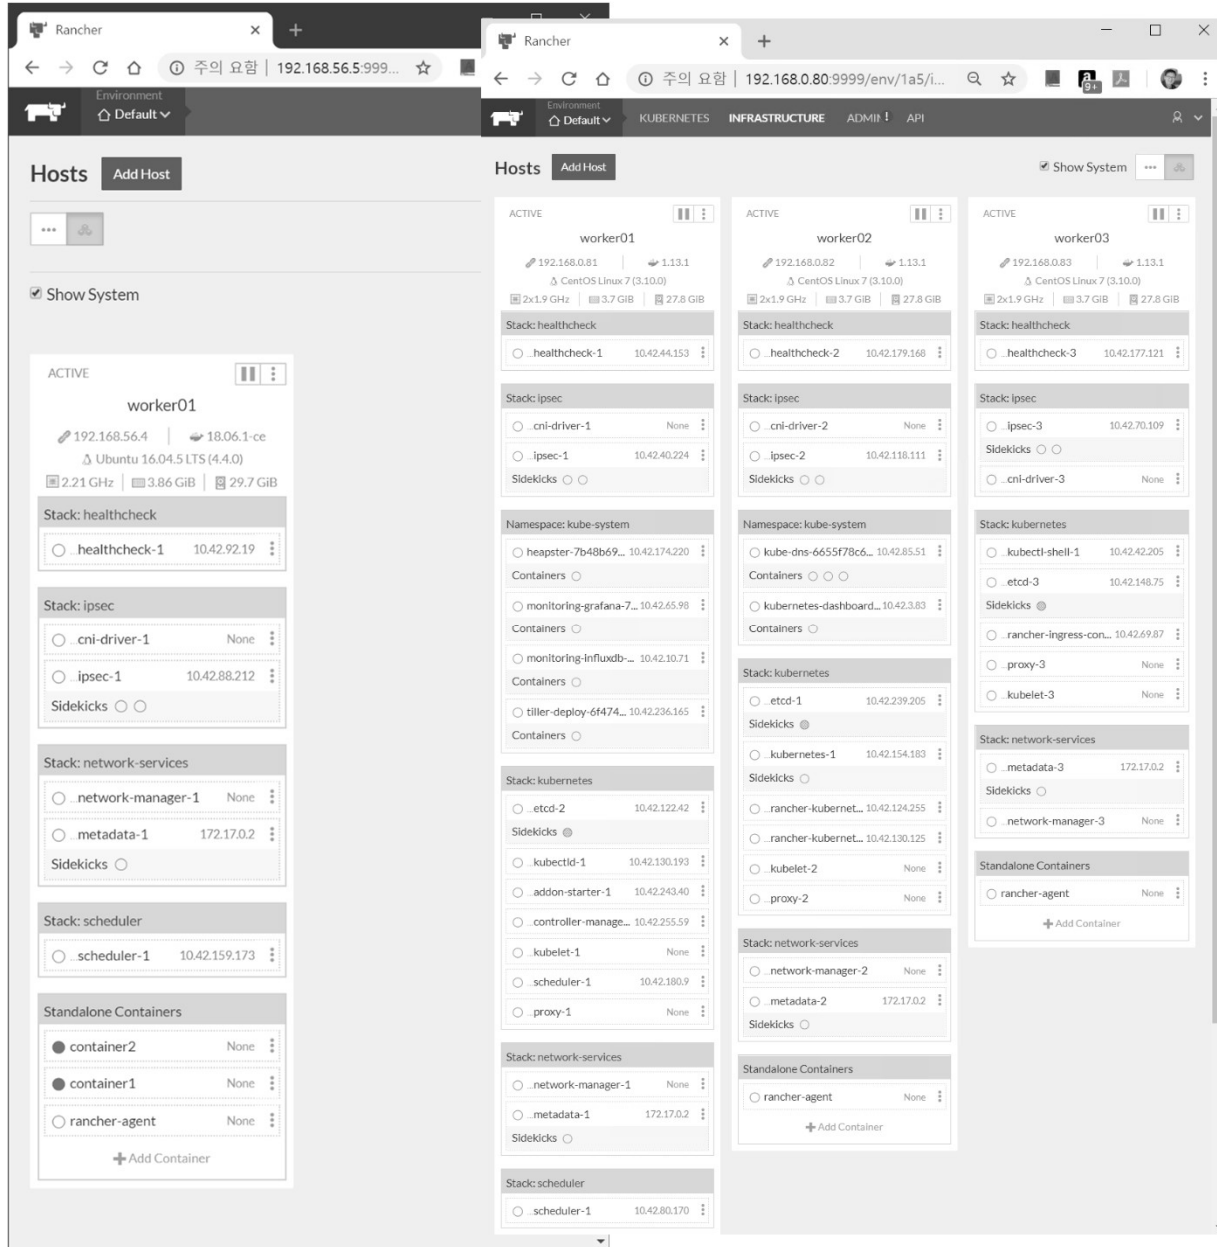 Rancher
주의 요함 | 192.168.56.5:999...
Environment
Default
Hosts
Add Host
Show System
ACTIVE
worker01
192.168.56.4
18.06.1-ce
Ubuntu 16.04.5 LTS (4.4.0)
2.21 GHz
3.86 GiB
29.7 GiB
Stack: healthcheck
...healthcheck-1 10.42.92.19
Stack: ipsec
...cni-driver-1 None
...ipsec-1 10.42.88.212
Sidekicks
Stack: network-services
...network-manager-1 None
...metadata-1 172.17.0.2
Sidekicks
Stack: scheduler
...scheduler-1 10.42.159.173
Standalone Containers
container2 None
container1 None
rancher-agent None
Add Container
Rancher
주의 요함 | 192.168.0.80:9999/env/1a5/i...
a
9+
Environment
Default
KUBERNETES
INFRASTRUCTURE
ADMIN
!
API
Hosts
Add Host
Show System
ACTIVE
worker01
192.168.0.81
1.13.1
CentOS Linux 7 (3.10.0)
2x1.9 GHz
3.7 GiB
27.8 GiB
Stack: healthcheck
...healthcheck-1 10.42.44.153
Stack: ipsec
...cni-driver-1 None
...ipsec-1 10.42.40.224
Sidekicks
Namespace: kube-system
heapster-7b48b69... 10.42.174.220
Containers
monitoring-grafana-7... 10.42.65.98
Containers
monitoring-influxdb-... 10.42.10.71
Containers
tiller-deploy-6f474... 10.42.236.165
Containers
Stack: kubernetes
...etcd-2 10.42.122.42
Sidekicks
...kubectld-1 10.42.130.193
...addon-starter-1 10.42.243.40
...controller-manage... 10.42.255.59
...kubelet-1 None
...scheduler-1 10.42.180.9
...proxy-1 None
Stack: network-services
...network-manager-1 None
...metadata-1 172.17.0.2
Sidekicks
Stack: scheduler
...scheduler-1 10.42.80.170
ACTIVE
worker02
192.168.0.82
1.13.1
CentOS Linux 7 (3.10.0)
2x1.9 GHz
3.7 GiB
27.8 GiB
Stack: healthcheck
...healthcheck-2 10.42.179.168
Stack: ipsec
...cni-driver-2 None
...ipsec-2 10.42.118.111
Sidekicks
Namespace: kube-system
kube-dns-6655f78c6... 10.42.85.51
Containers
kubernetes-dashboard... 10.42.3.83
Containers
Stack: kubernetes
...etcd-1 10.42.239.205
Sidekicks
...kubernetes-1 10.42.154.183
Sidekicks
...rancher-kubernet... 10.42.124.255
...rancher-kubernet... 10.42.130.125
...kubelet-2 None
...proxy-2 None
Stack: network-services
...network-manager-2 None
...metadata-2 172.17.0.2
Sidekicks
Standalone Containers
rancher-agent None
Add Container
ACTIVE
worker03
192.168.0.83
1.13.1
CentOS Linux 7 (3.10.0)
2x1.9 GHz
3.7 GiB
27.8 GiB
Stack: healthcheck
...healthcheck-3 10.42.177.121
Stack: ipsec
...ipsec-3 10.42.70.109
Sidekicks
...cni-driver-3 None
Stack: kubernetes
...kubectl-shell-1 10.42.42.205
...etcd-3 10.42.148.75
Sidekicks
...rancher-ingress-con... 10.42.69.87
...proxy-3 None
...kubelet-3 None
Stack: network-services
...metadata-3 172.17.0.2
Sidekicks
...network-manager-3 None
Standalone Containers
rancher-agent None
Add Container